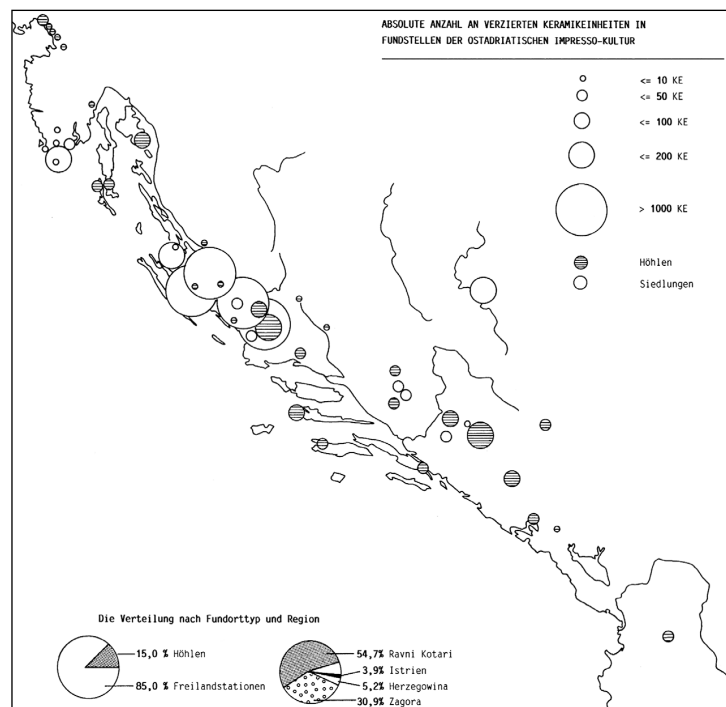 ABSOLUTE ANZAHL AN VERZIERTEN KERAMIKEINHEITEN IN
FUNDSTELLEN DER OSTADRIATISCHEN IMPRESSO-KULTUR
<= 10 KE
<= 50 KE
<= 100 KE
<= 200 KE
> 1000 KE
Höhlen
Siedlungen
Die Verteilung nach Fundorttyp und Region
15,0 % Höhlen
85,0 % Freilandstationen
54,7% Ravni Kotari
3,9% Istrien
5,2% Herzegowina
30,9% Zagora